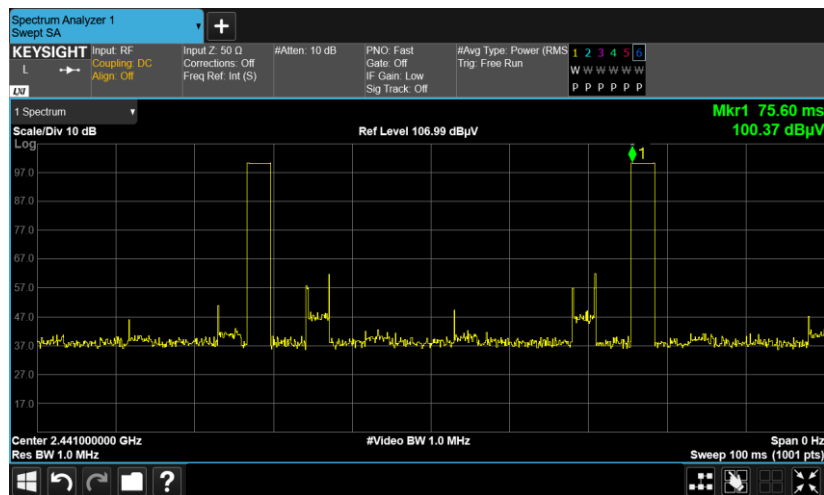 Spectrum Analyzer 1
Swept SA
+
KEYSIGHT
L
LXI
Input: RF
Coupling: DC
Align: Off
Input Z: 50 Ω
Corrections: Off
Freq Ref: Int (S)
#Atten: 10 dB
PNO: Fast
Gate: Off
IF Gain: Low
Sig Track: Off
#Avg Type: Power (RMS
Trig: Free Run
1 2 3 4 5 6
W W W W W W
P P P P P P
1 Spectrum
Mkr1 75.60 ms
Scale/Div 10 dB
Ref Level 106.99 dBµV
100.37 dBµV
Log
1
97.0
87.0
77.0
67.0
57.0
47.0
37.0
27.0
17.0
Center 2.441000000 GHz
#Video BW 1.0 MHz
Span 0 Hz
Res BW 1.0 MHz
Sweep 100 ms (1001 pts)
?